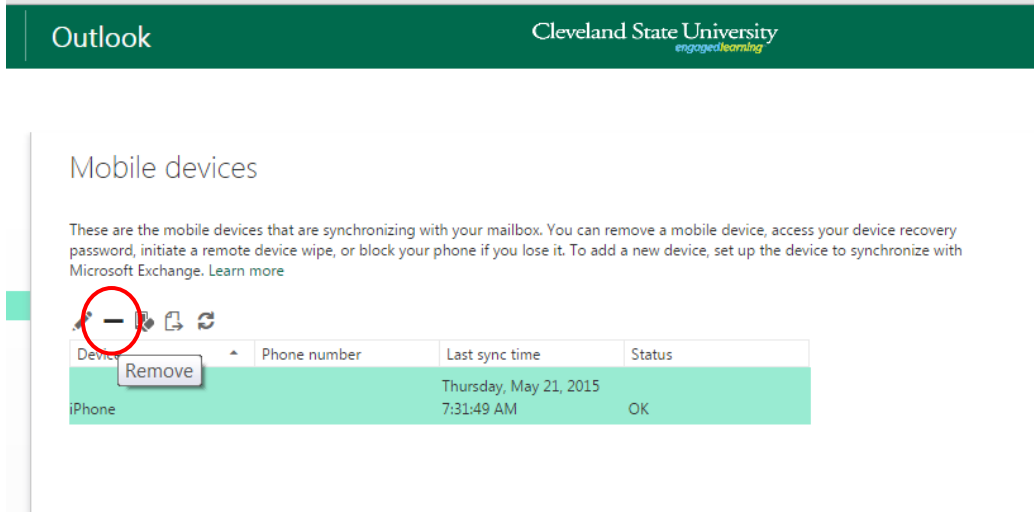 Outlook
Cleveland State University
engagedlearning
Mobile devices
These are the mobile devices that are synchronizing with your mailbox. You can remove a mobile device, access your device recovery
password, initiate a remote device wipe, or block your phone if you lose it. To add a new device, set up the device to synchronize with
Microsoft Exchange. Learn more
Device Phone number Last sync time Status
Remove
Thursday, May 21, 2015
iPhone 7:31:49 AM OK